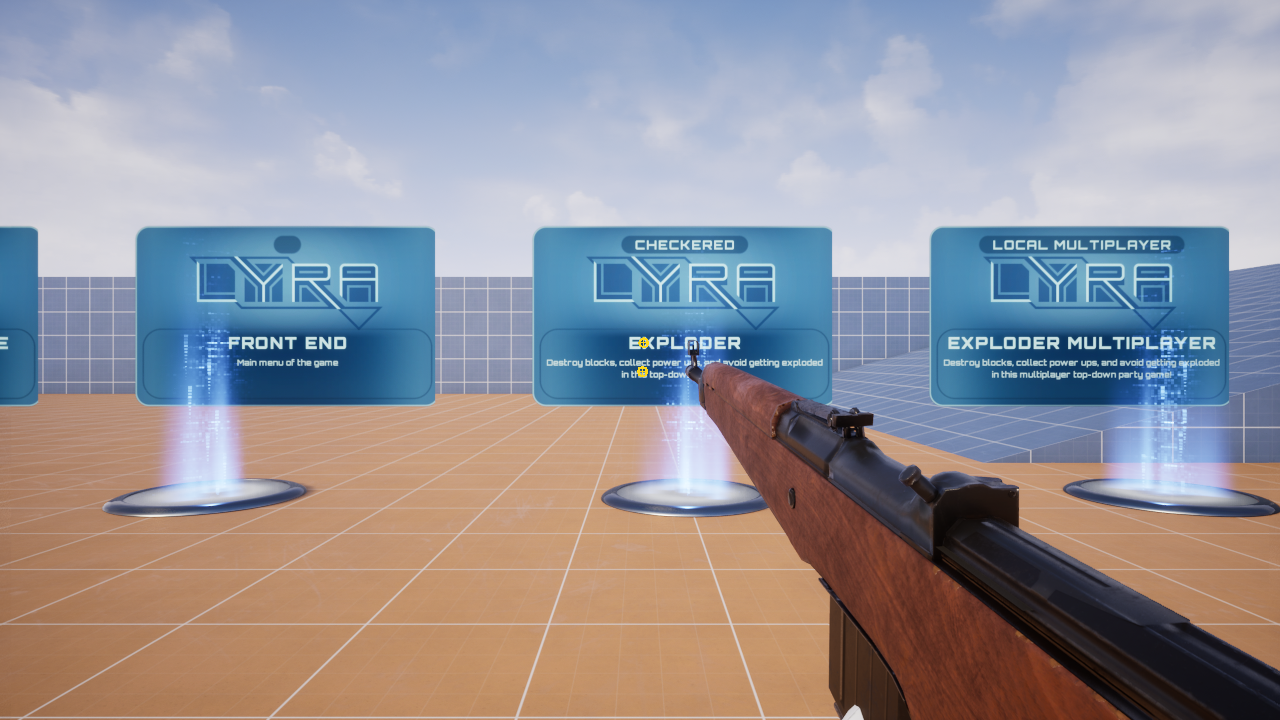 LYRA
FRONT END
Main menu of the game
CHECKERED
LYRA
EXPLODER
Destroy blocks, collect power ups, and avoid getting exploded
in this top-down
LOCAL MULTIPLAYER
LYRA
EXPLODER MULTIPLAYER
Destroy blocks, collect power ups, and avoid getting exploded
in this multiplayer top-down party game!